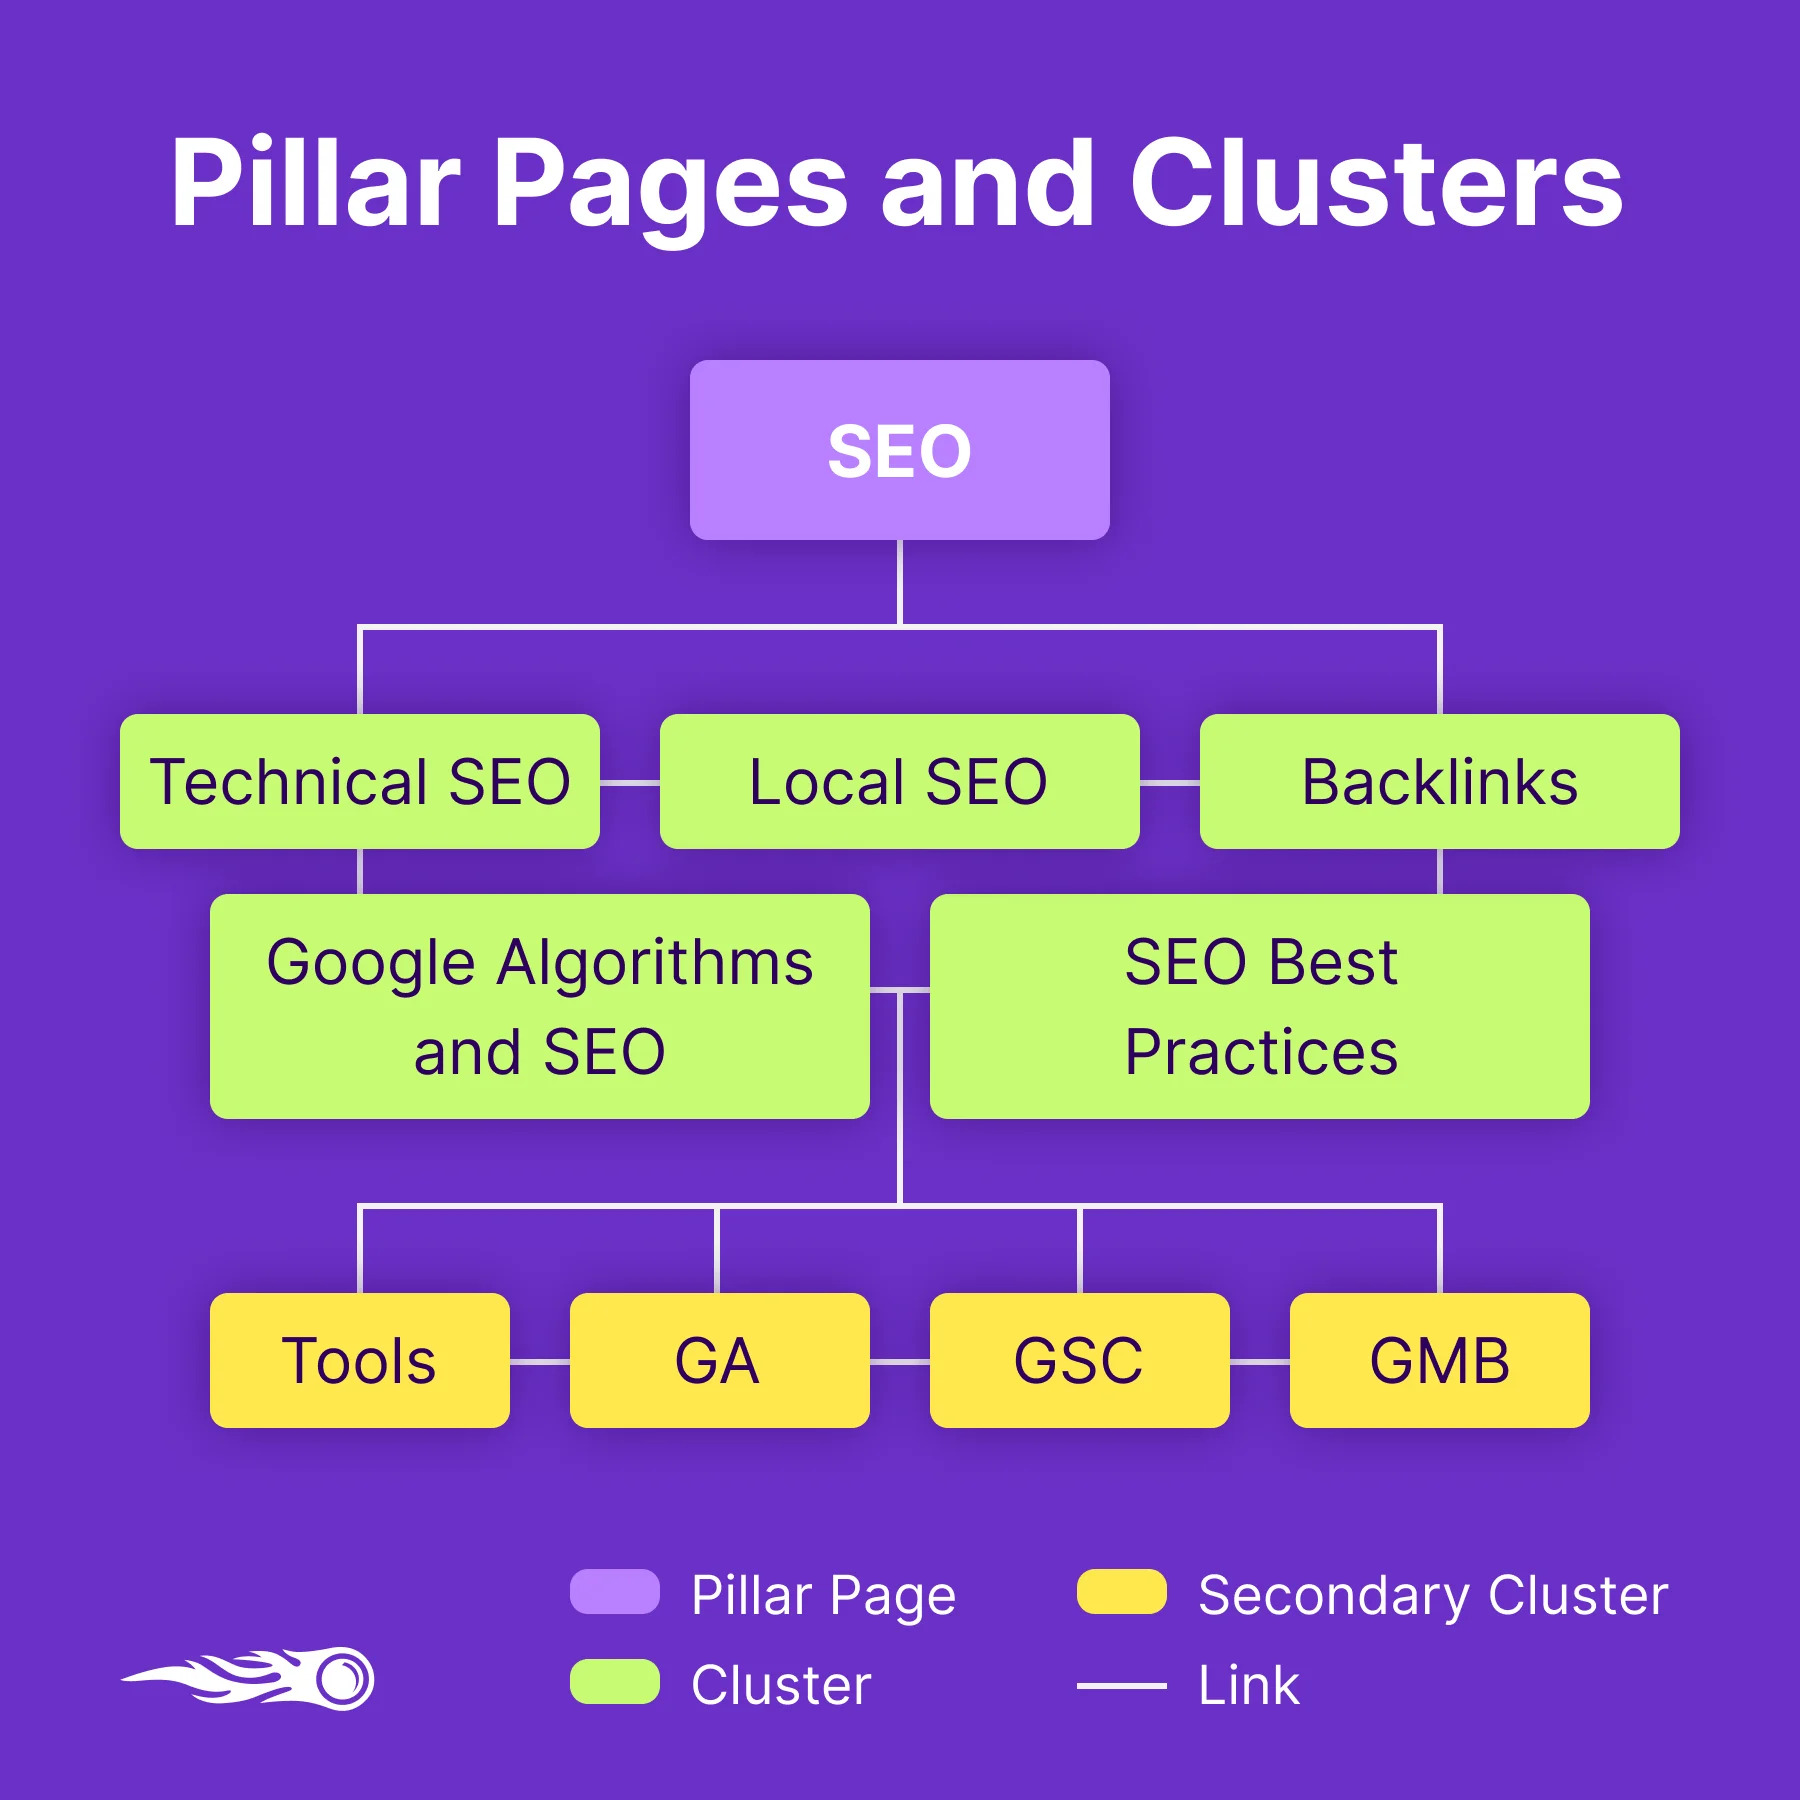 Pillar Pages and Clusters
SEO
Technical SEO
Local SEO
Backlinks
Google Algorithms
and SEO
SEO Best
Practices
Tools
GA
GSC
GMB
Pillar Page
Secondary Cluster
Cluster
Link